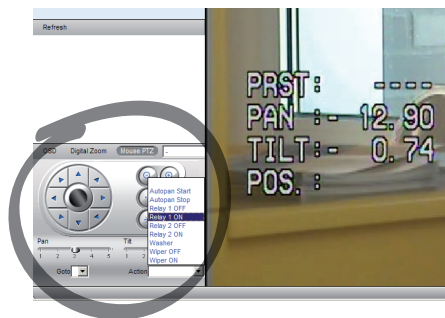 Refresh
PRST: ----
PAN :- 12.90
TILT:- 0.74
POS. :
OSD Digital Zoom Mouse PTZ -
Autopan Start
Autopan Stop
Relay 1 OFF
Relay 1 ON
Relay 2 OFF
Relay 2 ON
Washer
Wiper OFF
Wiper ON
Pan Tilt
1 2 3 4 5 1 2
Goto Action